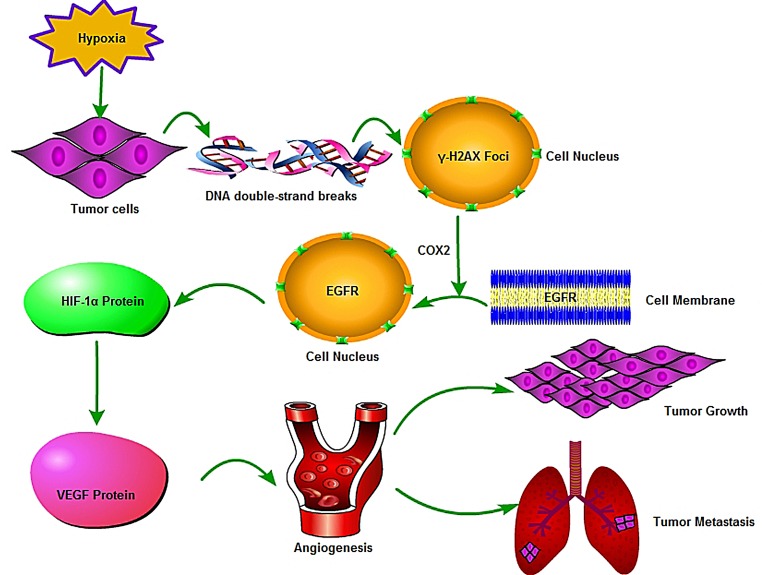 Hypoxia
Tumor cells
DNA double-strand breaks
γ-H2AX Foci
Cell Nucleus
COX2
EGFR
Cell Membrane
EGFR
Cell Nucleus
HIF-1α Protein
VEGF Protein
Angiogenesis
Tumor Growth
Tumor Metastasis